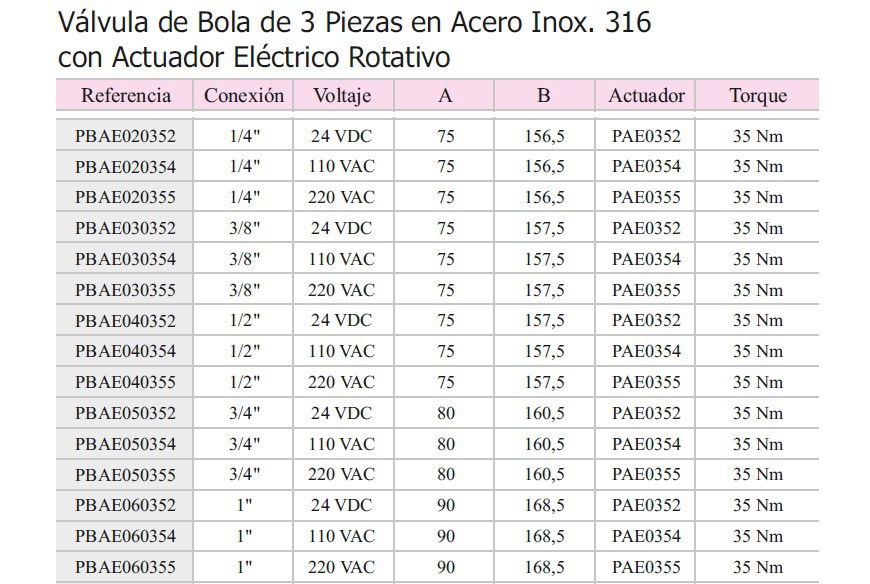 Válvula de Bola de 3 Piezas en Acero Inox. 316
con Actuador Eléctrico Rotativo
Referencia Conexión Voltaje A B Actuador Torque
PBAE020352 1/4" 24 VDC 75 156,5 PAE0352 35 Nm
PBAE020354 1/4" 110 VAC 75 156,5 PAE0354 35 Nm
PBAE020355 1/4" 220 VAC 75 156,5 PAE0355 35 Nm
PBAE030352 3/8" 24 VDC 75 157,5 PAE0352 35 Nm
PBAE030354 3/8" 110 VAC 75 157,5 PAE0354 35 Nm
PBAE030355 3/8" 220 VAC 75 157,5 PAE0355 35 Nm
PBAE040352 1/2" 24 VDC 75 157,5 PAE0352 35 Nm
PBAE040354 1/2" 110 VAC 75 157,5 PAE0354 35 Nm
PBAE040355 1/2" 220 VAC 75 157,5 PAE0355 35 Nm
PBAE050352 3/4" 24 VDC 80 160,5 PAE0352 35 Nm
PBAE050354 3/4" 110 VAC 80 160,5 PAE0354 35 Nm
PBAE050355 3/4" 220 VAC 80 160,5 PAE0355 35 Nm
PBAE060352 1" 24 VDC 90 168,5 PAE0352 35 Nm
PBAE060354 1" 110 VAC 90 168,5 PAE0354 35 Nm
PBAE060355 1" 220 VAC 90 168,5 PAE0355 35 Nm